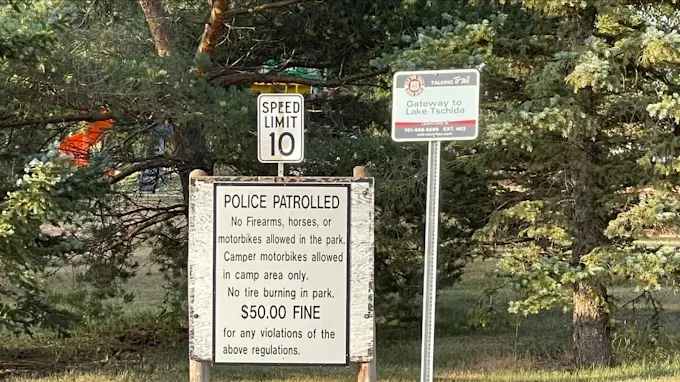 SPEED
LIMIT
10
TALKING Trail
Gateway to
Lake Tschida
POLICE PATROLLED
No Firearms, horses, or
motorbikes allowed in the park.
Camper motorbikes allowed
in camp area only.
No tire burning in park.
$50.00 FINE
for any violations of the
above regulations.